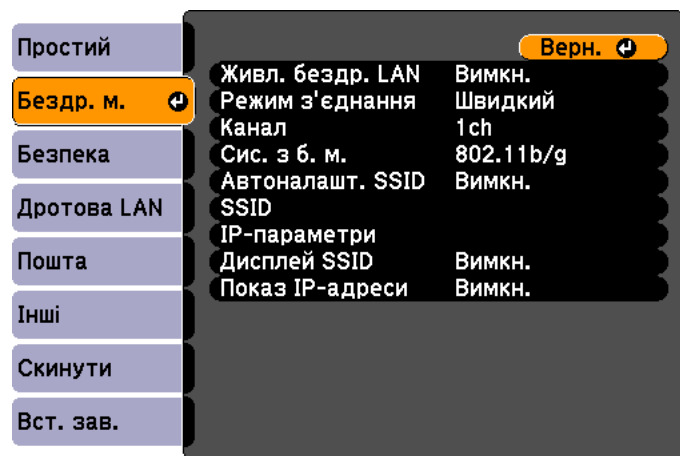 Простий
Бездр. м.
Безпека
Дротова LAN
Пошта
Інші
Скинути
Вст. зав.
Верн.
Живл. бездр. LAN Вимкн.
Режим з'єднання Швидкий
Канал 1ch
Сис. з б. м. 802.11b/g
Автоналашт. SSID Вимкн.
SSID
IP-параметри
Дисплей SSID Вимкн.
Показ IP-адреси Вимкн.